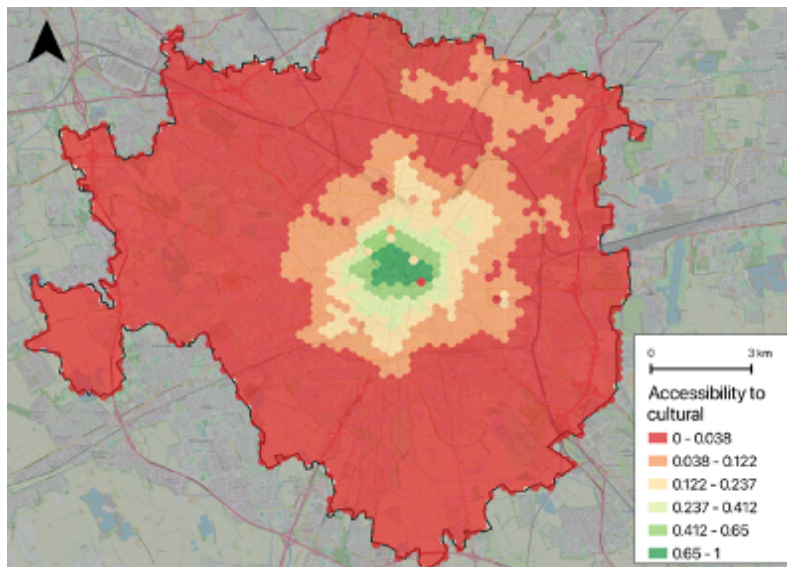 0 3 km
Accessibility to
cultural
0 - 0.038
0.038 - 0.122
0.122 - 0.237
0.237 - 0.412
0.412 - 0.65
0.65 - 1